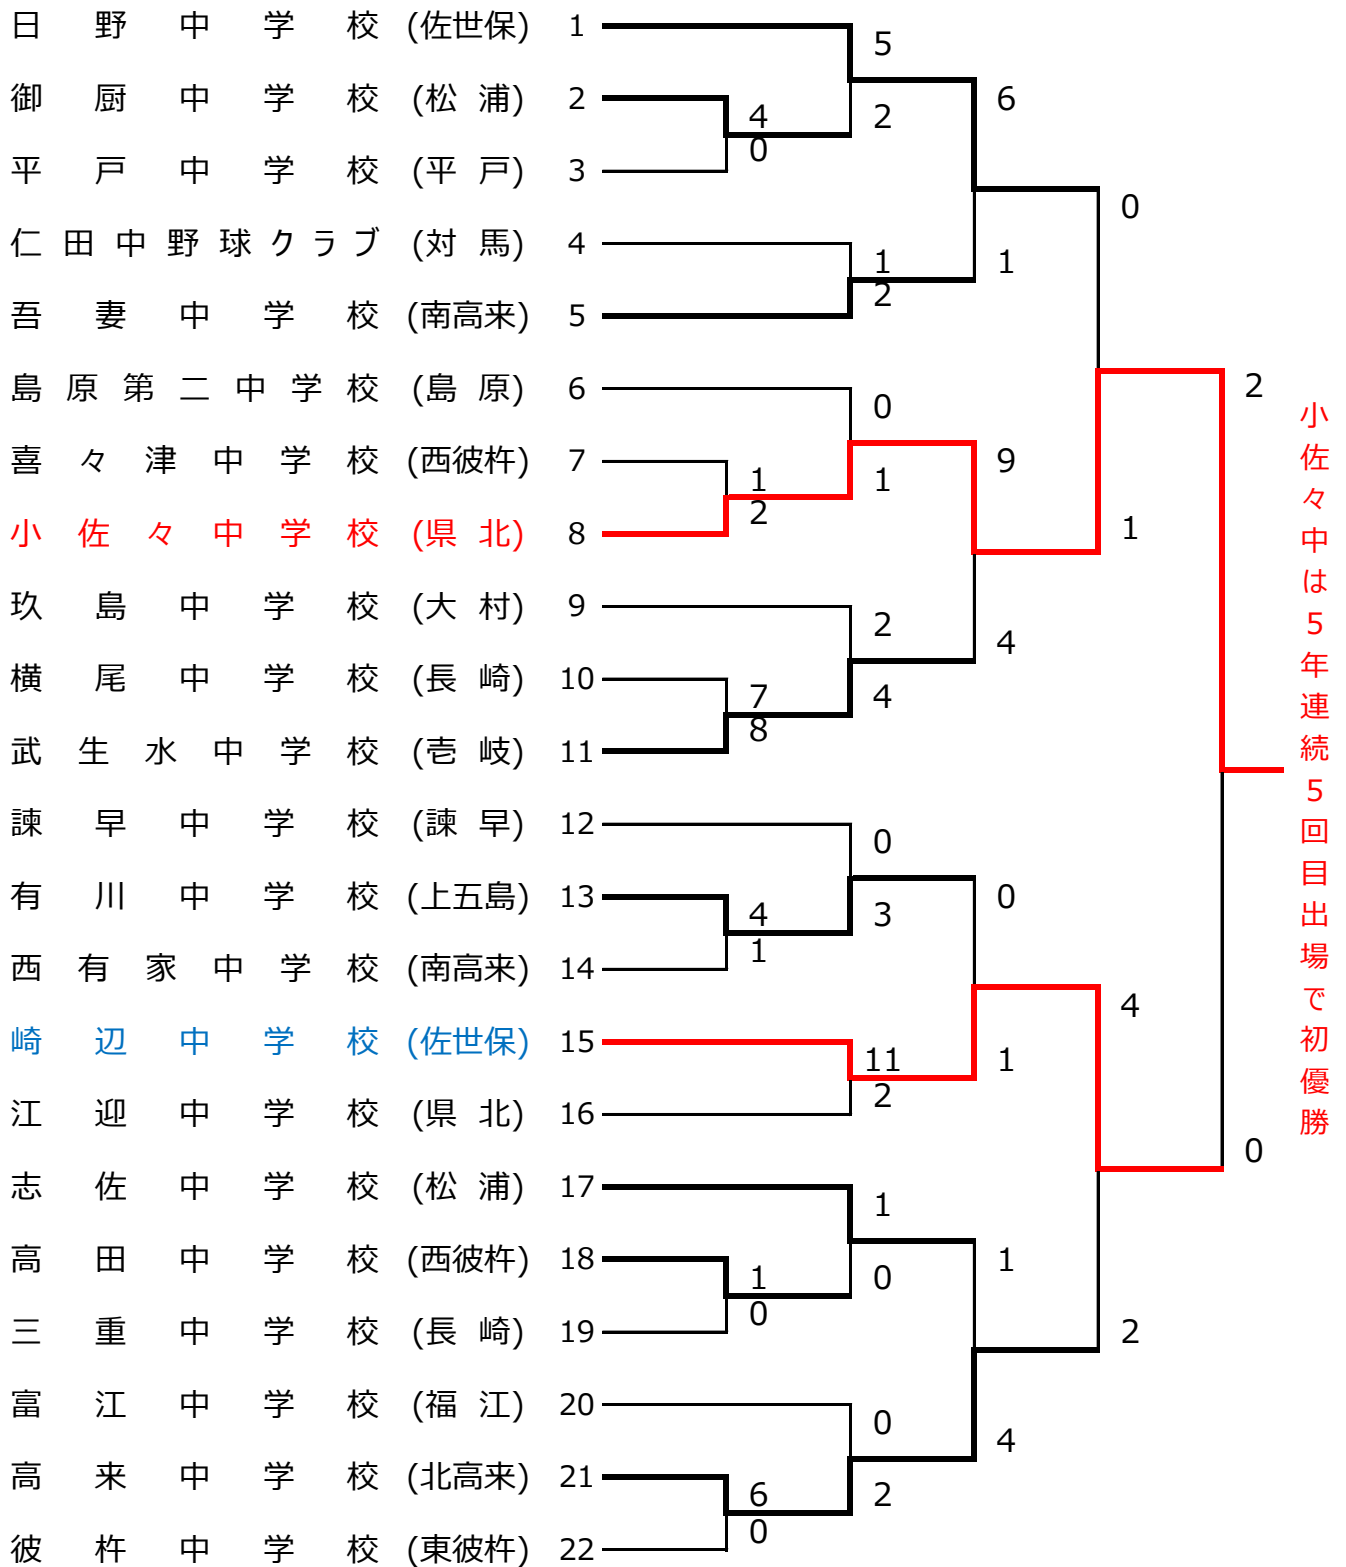 日野中学校 (佐世保) 1
御厨中学校 (松浦) 2
平戸中学校 (平戸) 3
仁田中野球クラブ (対馬) 4
吾妻中学校 (南高来) 5
島原第二中学校 (島原) 6
喜々津中学校 (西彼杵) 7
小佐々中学校 (県北) 8
玖島中学校 (大村) 9
横尾中学校 (長崎) 10
武生水中学校 (壱岐) 11
諫早中学校 (諫早) 12
有川中学校 (上五島) 13
西有家中学校 (南高来) 14
崎辺中学校 (佐世保) 15
江迎中学校 (県北) 16
志佐中学校 (松浦) 17
高田中学校 (西彼杵) 18
三重中学校 (長崎) 19
富江中学校 (福江) 20
高来中学校 (北高来) 21
彼杵中学校 (東彼杵) 22
4
0
1
2
7
8
4
1
1
0
6
0
5
2
1
2
0
1
2
4
0
3
11
2
1
0
0
2
6
1
9
4
0
1
1
4
0
1
4
2
2
0
小佐々中は5年連続5回目出場で初優勝